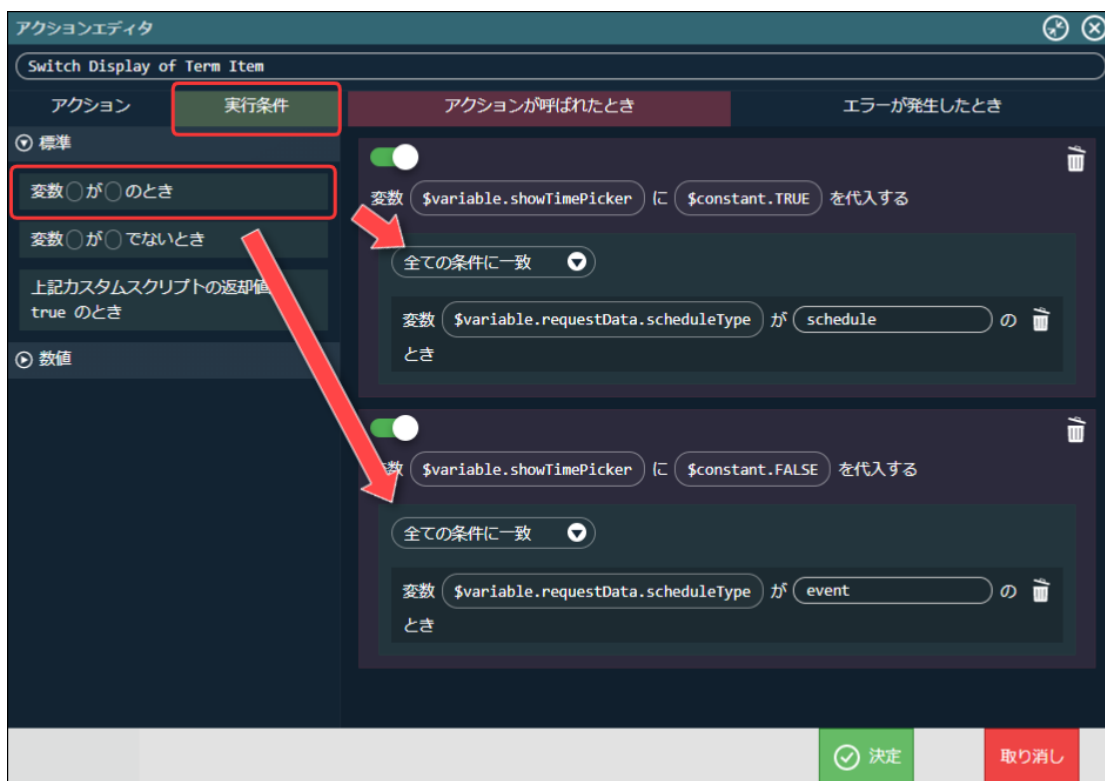 アクションエディタ
Switch Display of Term Item
アクション
実行条件
アクションが呼ばれたとき
エラーが発生したとき
標準
変数○が○のとき
変数○が○でないとき
上記カスタムスクリプトの返却値
true のとき
数値
変数 $variable.showTimePicker に $constant.TRUE を代入する
全ての条件に一致
変数 $variable.requestData.scheduleType が schedule の
とき
数 $variable.showTimePicker に $constant.FALSE を代入する
全ての条件に一致
変数 $variable.requestData.scheduleType が event の
とき
決定
取り消し